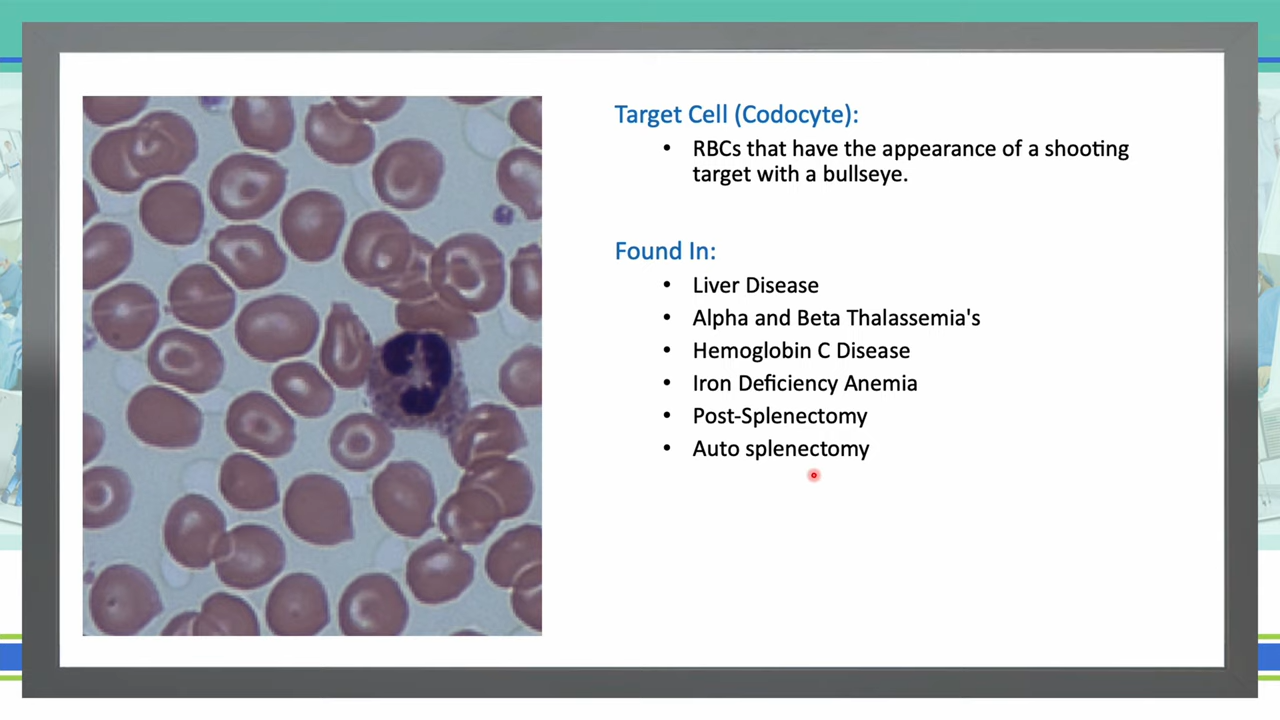 Target Cell (Codocyte):
• RBCs that have the appearance of a shooting
target with a bullseye.
Found In:
• Liver Disease
• Alpha and Beta Thalassemia's
• Hemoglobin C Disease
• Iron Deficiency Anemia
• Post-Splenectomy
• Auto splenectomy